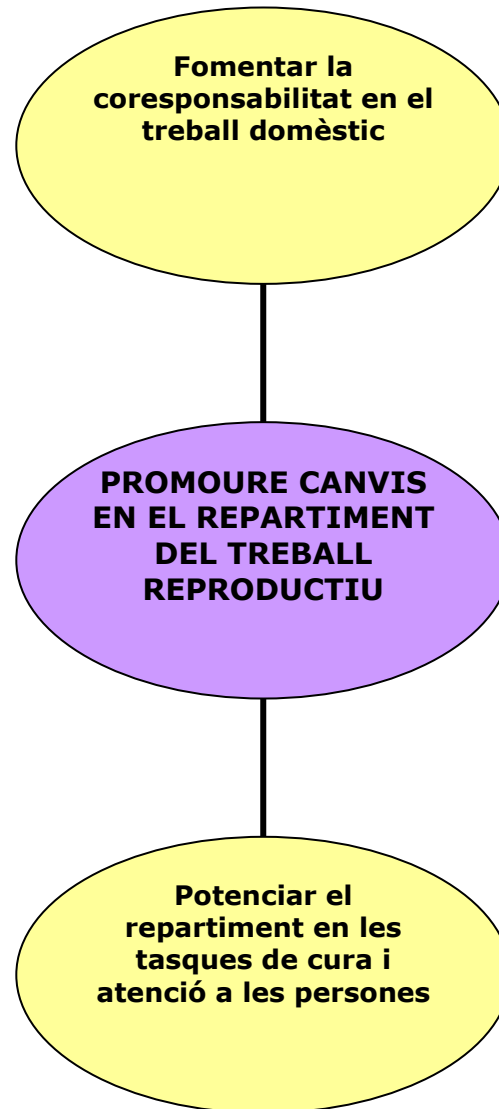 Fomentar la
coresponsabilitat en el
treball domèstic
PROMOURE CANVIS
EN EL REPARTIMENT
DEL TREBALL
REPRODUCTIU
Potenciar el
repartiment en les
tasques de cura i
atenció a les persones